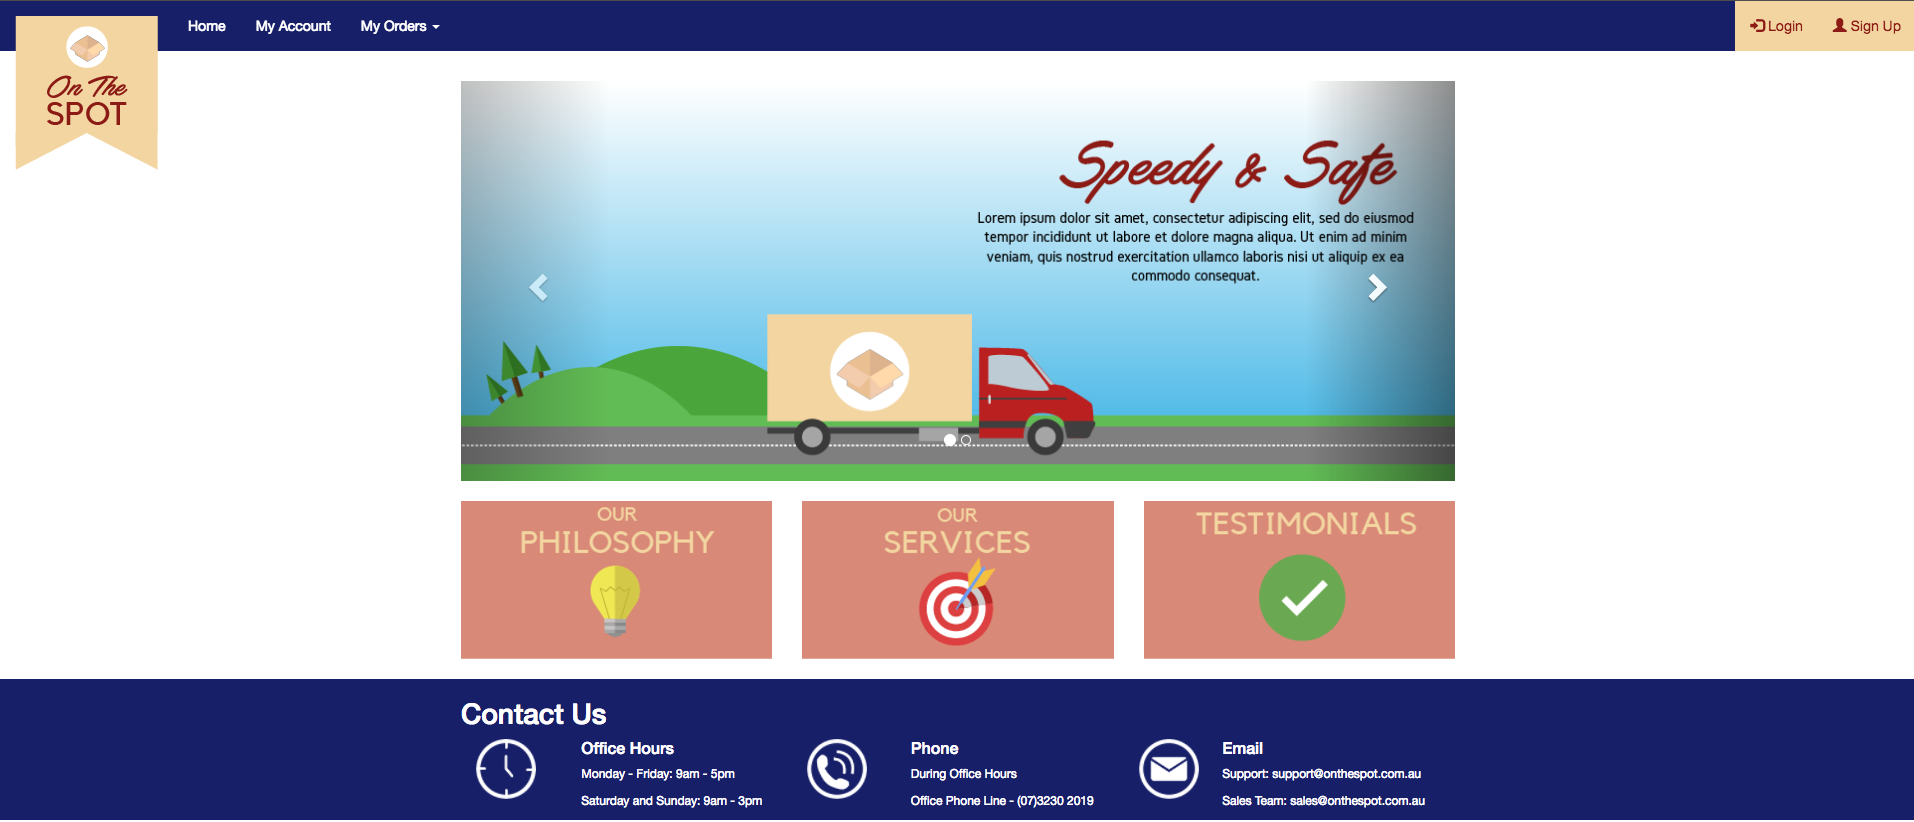 Home My Account My Orders
Login Sign Up
On The
SPOT
Speedy & Safe
Lorem ipsum dolor sit amet, consectetur adipiscing elit, sed do eiusmod
tempor incididunt ut labore et dolore magna aliqua. Ut enim ad minim
veniam, quis nostrud exercitation ullamco laboris nisi ut aliquip ex ea
commodo consequat.
OUR
PHILOSOPHY
OUR
SERVICES
TESTIMONIALS
Contact Us
Office Hours
Monday - Friday: 9am - 5pm
Saturday and Sunday: 9am - 3pm
Phone
During Office Hours
Office Phone Line - (07)3230 2019
Email
Support: support@onthespot.com.au
Sales Team: sales@onthespot.com.au